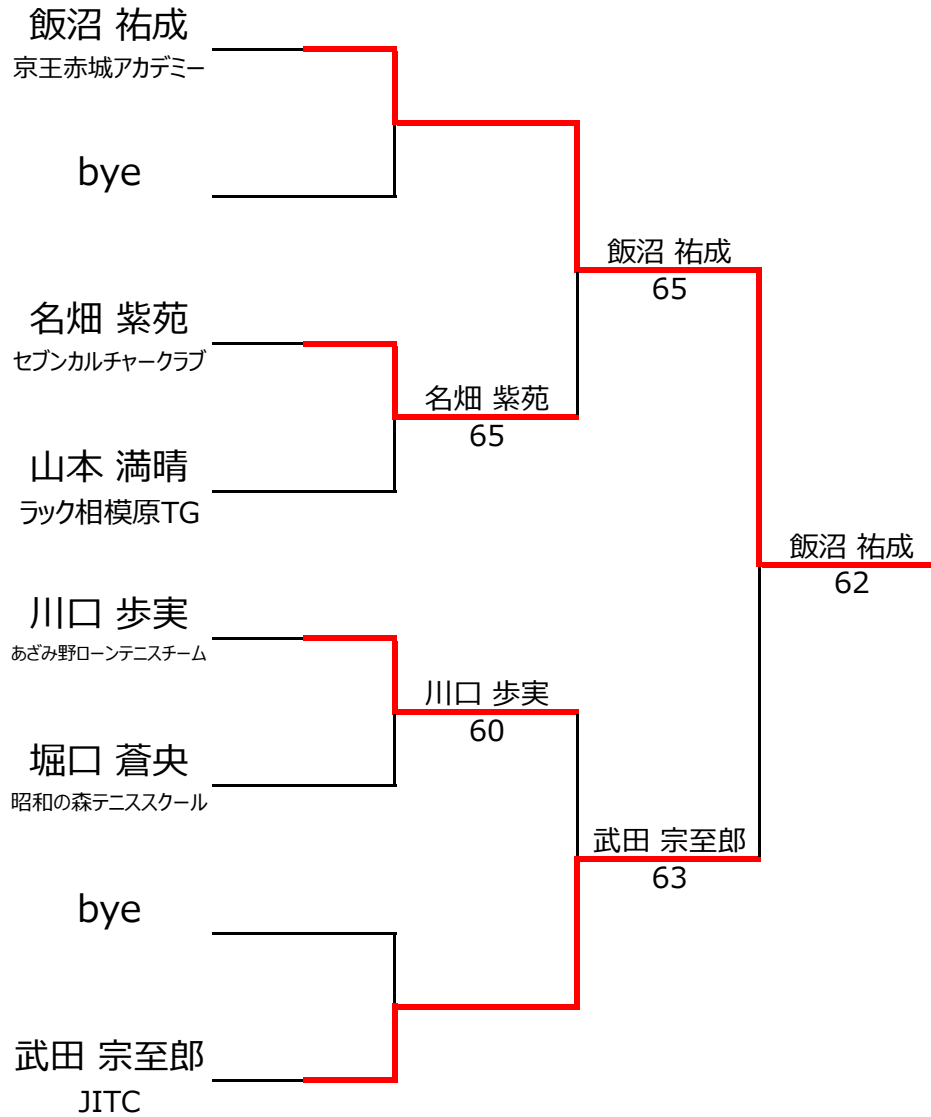 飯沼 祐成
京王赤城アカデミー
bye
名畑 紫苑
セブンカルチャークラブ
山本 満晴
ラック相模原TG
川口 歩実
あざみ野ローンテニスチーム
堀口 蒼央
昭和の森テニススクール
bye
武田 宗至郎
JITC
名畑 紫苑
65
川口 歩実
60
飯沼 祐成
65
武田 宗至郎
63
飯沼 祐成
62